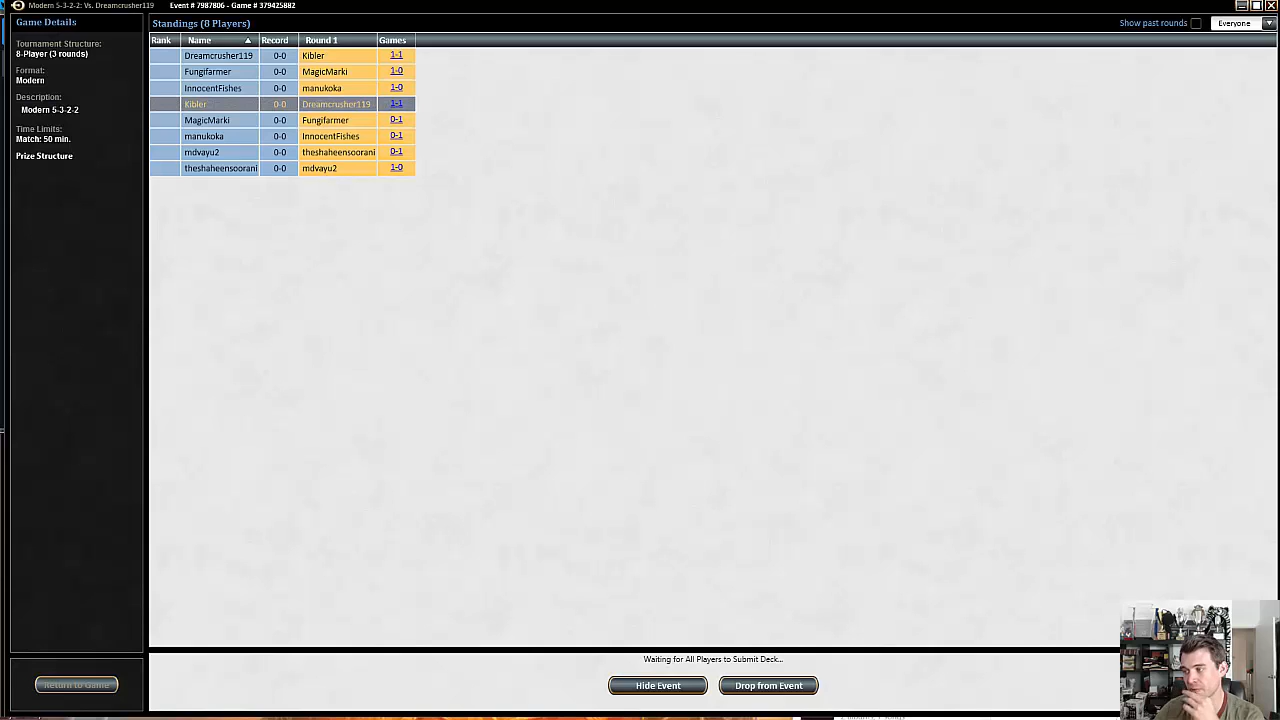 Modern 5-3-2-2: Vs. Dreamcrusher119 Event # 7987806 - Game # 379425882
Game Details
Tournament Structure:
8-Player (3 rounds)
Format:
Modern
Description:
Modern 5-3-2-2
Time Limits:
Match: 50 min.
Prize Structure
Return to Game
Standings (8 Players) Show past rounds Everyone
Rank Name Record Round 1 Games
Dreamcrusher119 0-0 Kibler 1-1
Fungifarmer 0-0 MagicMarki 1-0
InnocentFishes 0-0 manukoka 1-0
Kibler 0-0 Dreamcrusher119 1-1
MagicMarki 0-0 Fungifarmer 0-1
manukoka 0-0 InnocentFishes 0-1
mdvayu2 0-0 theshaheensoorani 0-1
theshaheensoorani 0-0 mdvayu2 1-0
Waiting for All Players to Submit Deck...
Hide Event Drop from Event